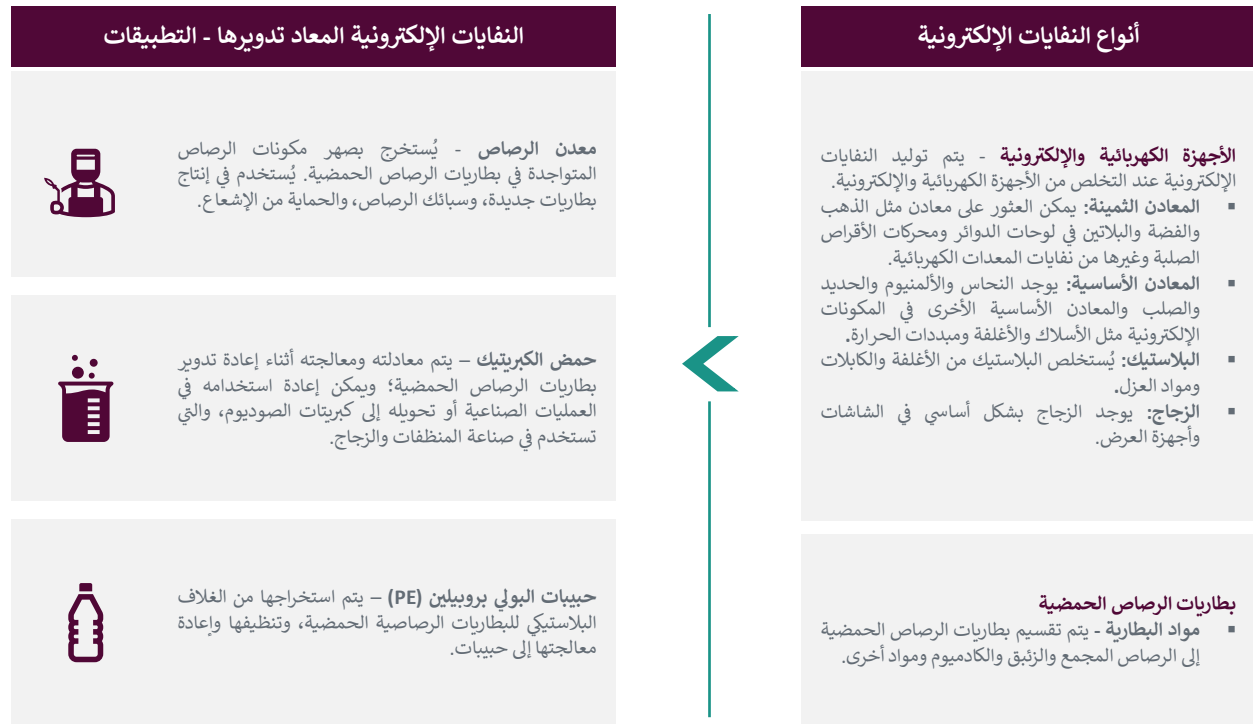 أنواع النفايات الإلكترونية
الأجهزة الكهربائية والإلكترونية - يتم توليد النفايات
الإلكترونية عند التخلص من الأجهزة الكهربائية والإلكترونية.
▪ المعادن الثمينة: يمكن العثور على معادن مثل الذهب
والفضة والبلاتين في لوحات الدوائر ومحركات الأقراص
الصلبة وغيرها من نفايات المعدات الكهربائية.
▪ المعادن الأساسية: يوجد النحاس والألمنيوم والحديد
والصلب والمعادن الأساسية الأخرى في المكونات
الإلكترونية مثل الأسلاك والأغلفة ومبددات الحرارة.
▪ البلاستيك: يُستخلص البلاستيك من الأغلفة والكابلات
ومواد العزل.
▪ الزجاج: يوجد الزجاج بشكل أساسي في الشاشات
وأجهزة العرض.
بطاريات الرصاص الحمضية
▪ مواد البطارية - يتم تقسيم بطاريات الرصاص الحمضية
إلى الرصاص المجمع والزئبق والكادميوم ومواد أخرى.
النفايات الإلكترونية المعاد تدويرها - التطبيقات
معدن الرصاص - يُستخرج بصهر مكونات الرصاص
المتواجدة في بطاريات الرصاص الحمضية. يُستخدم في إنتاج
بطاريات جديدة، وسبائك الرصاص، والحماية من الإشعاع.
حمض الكبريتيك – يتم معادلته ومعالجته أثناء إعادة تدوير
بطاريات الرصاص الحمضية؛ ويمكن إعادة استخدامه في
العمليات الصناعية أو تحويله إلى كبريتات الصوديوم، والتي
تستخدم في صناعة المنظفات والزجاج.
حبيبات البولي بروبيلين (PE) – يتم استخراجها من الغلاف
البلاستيكي للبطاريات الرصاصية الحمضية، وتنظيفها وإعادة
معالجتها إلى حبيبات.